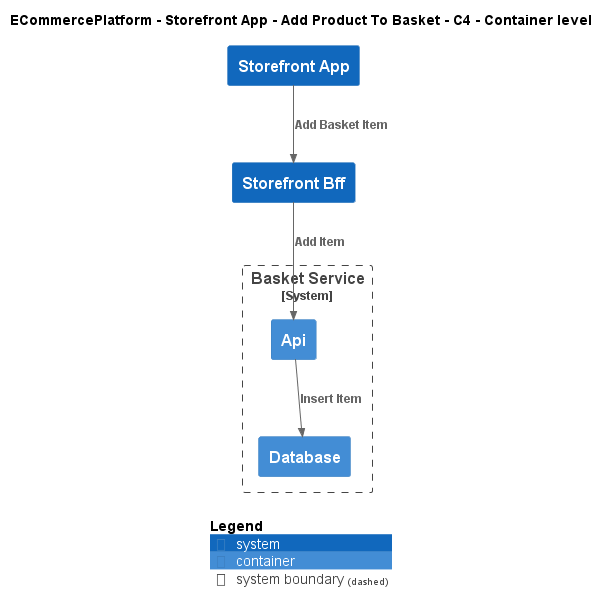 ECommercePlatform - Storefront App - Add Product To Basket - C4 - Container level
Storefront App
Add Basket Item
Storefront Bff
Add Item
Basket Service
[System]
Api
Insert Item
Database
Legend
system
container
system boundary (dashed)